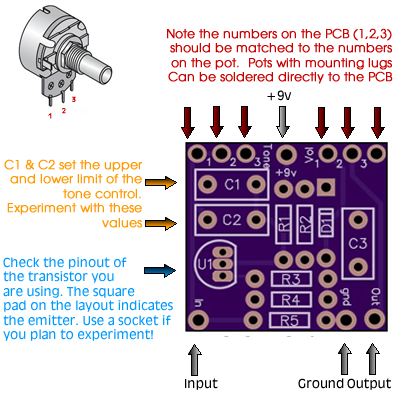 Note the numbers on the PCB (1,2,3)
should be matched to the numbers
on the pot. Pots with mounting lugs
Can be soldered directly to the PCB
1
2
3
+9v
1
2
3
Tone
+9v
Vol
1
2
3
C1 & C2 set the upper
and lower limit of the
tone control.
Experiment with these
values
C1
C2
R1
R2
D1
C3
Check the pinout of
the transistor you
are using. The square
pad on the layout indicates
the emitter. Use a socket if
you plan to experiment!
U1
R3
R4
R5
In
gnd
Out
Input
Ground Output